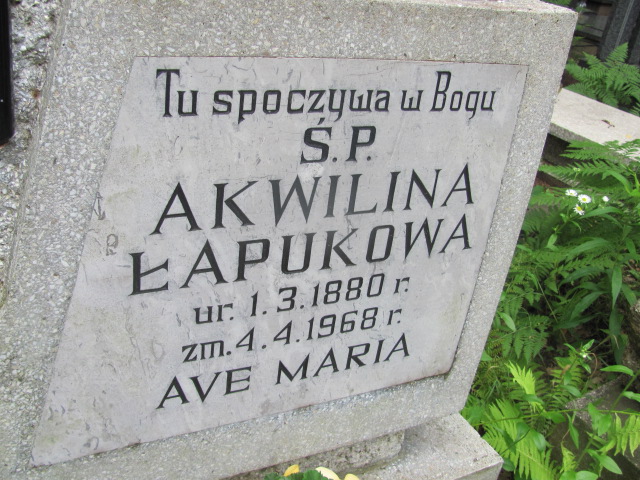 Tu spoczywa w Bogu
Ś.P.
AKWILINA
ŁAPUKOWA
ur. 1.3.1880 r.
zm. 4.4.1968 r.
AVE MARIA